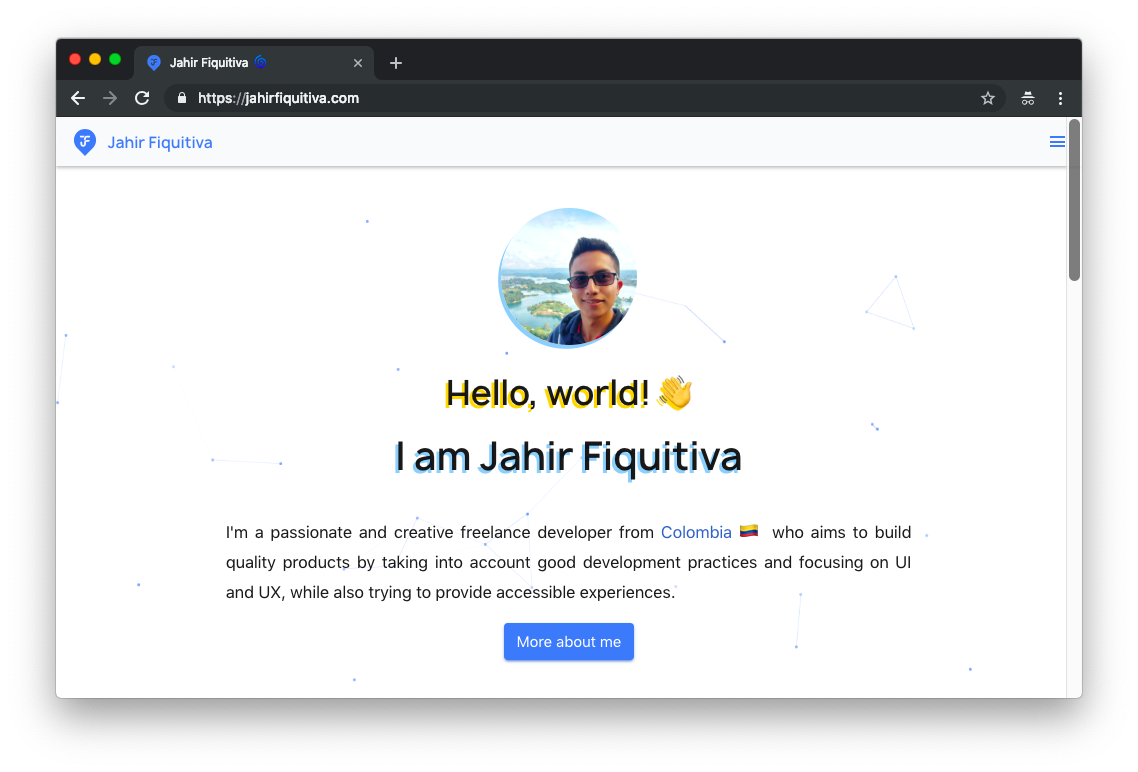 Jahir Fiquitiva
https://jahirfiquitiva.com
JF Jahir Fiquitiva
Hello, world! 👋
I am Jahir Fiquitiva
I'm a passionate and creative freelance developer from Colombia 🇨🇴 who aims to build
quality products by taking into account good development practices and focusing on UI
and UX, while also trying to provide accessible experiences.
More about me